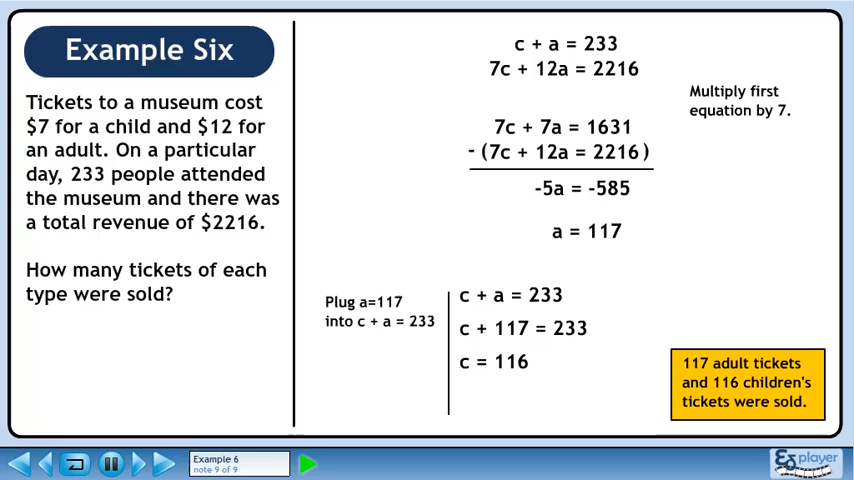 Example Six
Tickets to a museum cost
$7 for a child and $12 for
an adult. On a particular
day, 233 people attended
the museum and there was
a total revenue of $2216.
How many tickets of each
type were sold?
c + a = 233
7c + 12a = 2216
Multiply first
equation by 7.
7c + 7a = 1631
- (7c + 12a = 2216)
-5a = -585
a = 117
Plug a=117
into c + a = 233
c + a = 233
c + 117 = 233
c = 116
117 adult tickets
and 116 children's
tickets were sold.
Example 6
note 9 of 9
player